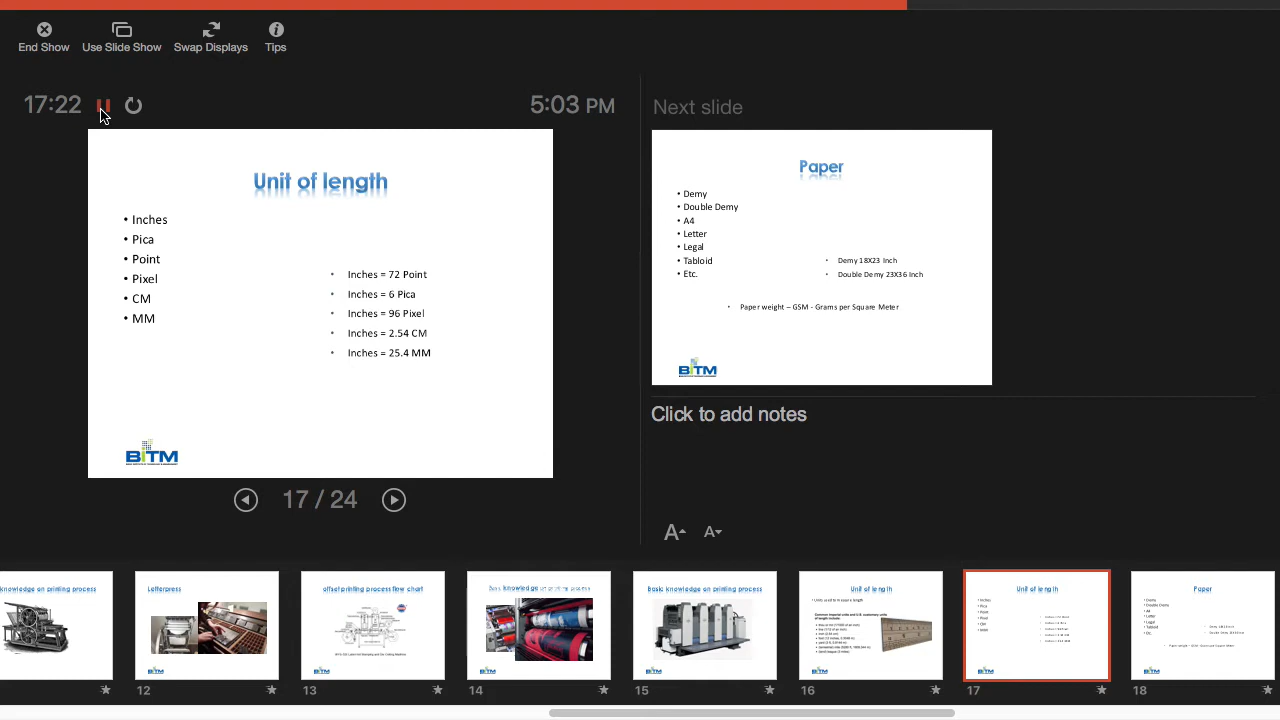 End Show
Use Slide Show
Swap Displays
Tips
17:22
5:03 PM
Unit of length
• Inches
• Pica
• Point
• Pixel
• CM
• MM
• Inches = 72 Point
• Inches = 6 Pica
• Inches = 96 Pixel
• Inches = 2.54 CM
• Inches = 25.4 MM
BiTM
17 / 24
Next slide
Paper
• Demy
• Double Demy
• A4
• Letter
• Legal
• Tabloid
• Etc.
• Demy 18X23 Inch
• Double Demy 23X36 Inch
• Paper weight – GSM - Grams per Square Meter
BiTM
Click to add notes
A
A
knowledge on printing process
Letterpress
12
offset printing process flow chart
13
Basic knowledge on printing process
14
Basic knowledge on printing process
15
Unit of length
16
Unit of length
17
Paper
18